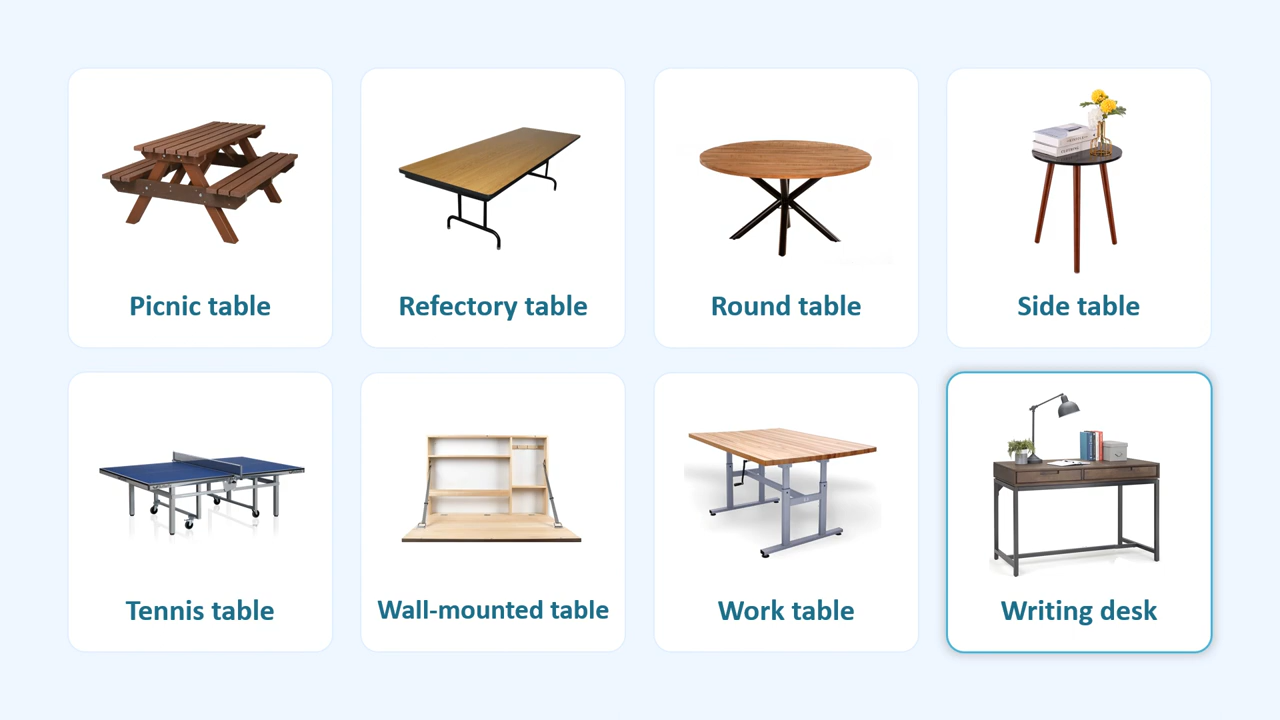 Picnic table
Refectory table
Round table
Side table
Tennis table
Wall-mounted table
Work table
Writing desk